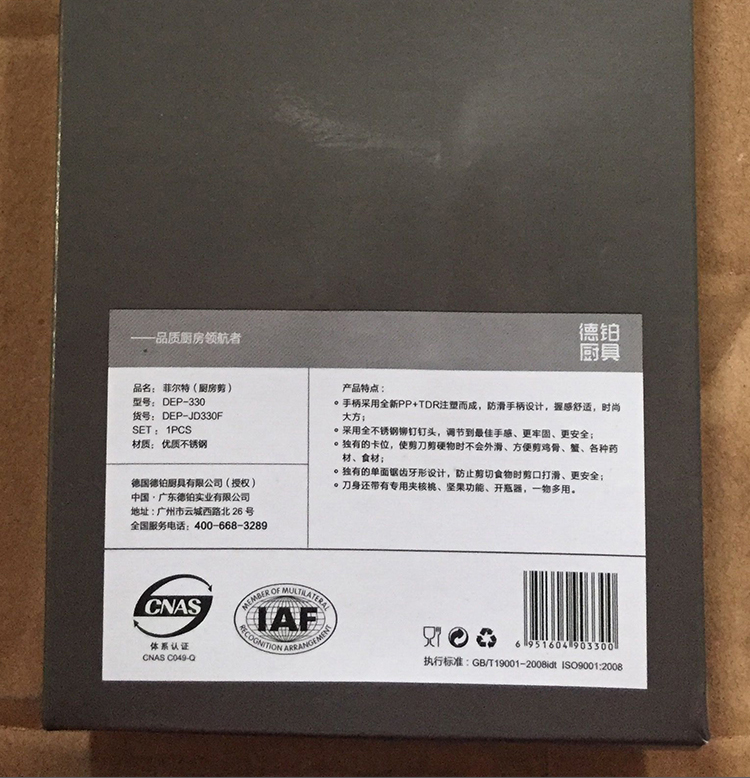 ——品质厨房领航者
德铂
厨具
品名：菲尔特（厨房剪）
型号：DEP-330
货号：DEP-JD330F
SET：1PCS
材质：优质不锈钢
德国德铂厨具有限公司（授权）
中国·广东德铂实业有限公司
地址：广州市云城西路北26号
全国服务电话：400-668-3289
产品特点：
手柄采用全新PP+TDR注塑而成，防滑手柄设计，握感舒适，时尚
大方；
采用全不锈钢铆钉钉头，调节到最佳手感、更牢固、更安全；
独有的卡位，使剪刀剪硬物时不会外滑、方便剪鸡骨、蟹、各种药
材、食材；
独有的单面锯齿牙形设计，防止剪切食物时剪口打滑、更安全；
刀身还带有专用夹核桃、坚果功能、开瓶器，一物多用。
CNAS
体系认证
CNAS C049-Q
MEMBER OF MULTILATERAL
IAF
RECOGNITION ARRANGEMENT
6 951604 903300
执行标准：GB/T19001-2008idt ISO9001:2008